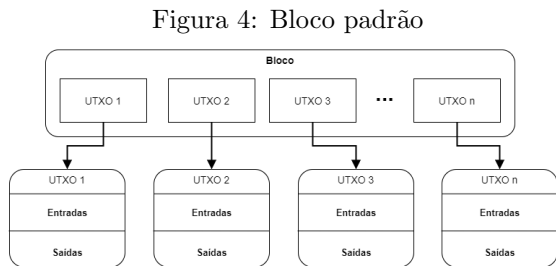 Figura 4: Bloco padrão
Bloco
UTXO 1 UTXO 2 UTXO 3 ... UTXO n
UTXO 1 UTXO 2 UTXO 3 UTXO n
Entradas Entradas Entradas Entradas
Saídas Saídas Saídas Saídas